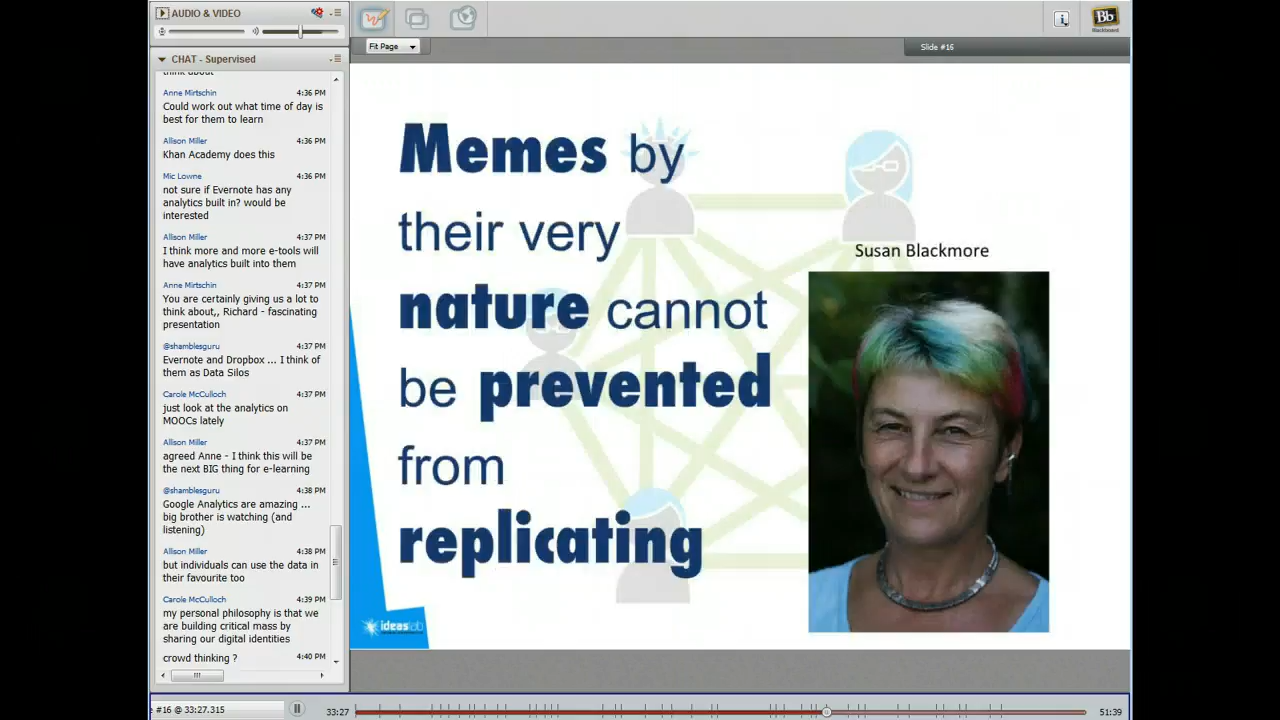 AUDIO & VIDEO
CHAT - Supervised
think about
Anne Mirtschin 4:36 PM
Could work out what time of day is
best for them to learn
Allison Miller 4:36 PM
Khan Academy does this
Mic Lowne 4:36 PM
not sure if Evernote has any
analytics built in? would be
interested
Allison Miller 4:37 PM
I think more and more e-tools will
have analytics built into them
Anne Mirtschin 4:37 PM
You are certainly giving us a lot to
think about,, Richard - fascinating
presentation
@shamblesguru 4:37 PM
Evernote and Dropbox ... I think of
them as Data Silos
Carole McCulloch 4:37 PM
just look at the analytics on
MOOCs lately
Allison Miller 4:37 PM
agreed Anne - I think this will be
the next BIG thing for e-learning
@shamblesguru 4:38 PM
Google Analytics are amazing ...
big brother is watching (and
listening)
Allison Miller 4:38 PM
but individuals can use the data in
their favourite too
Carole McCulloch 4:39 PM
my personal philosophy is that we
are building critical mass by
sharing our digital identities
crowd thinking ? 4:40 PM
Fit Page
Slide #16
Bb
Blackboard
Memes by
their very
nature cannot
be prevented
from
replicating
Susan Blackmore
ideaslab
#16 @ 33:27.315
33:27
51:39